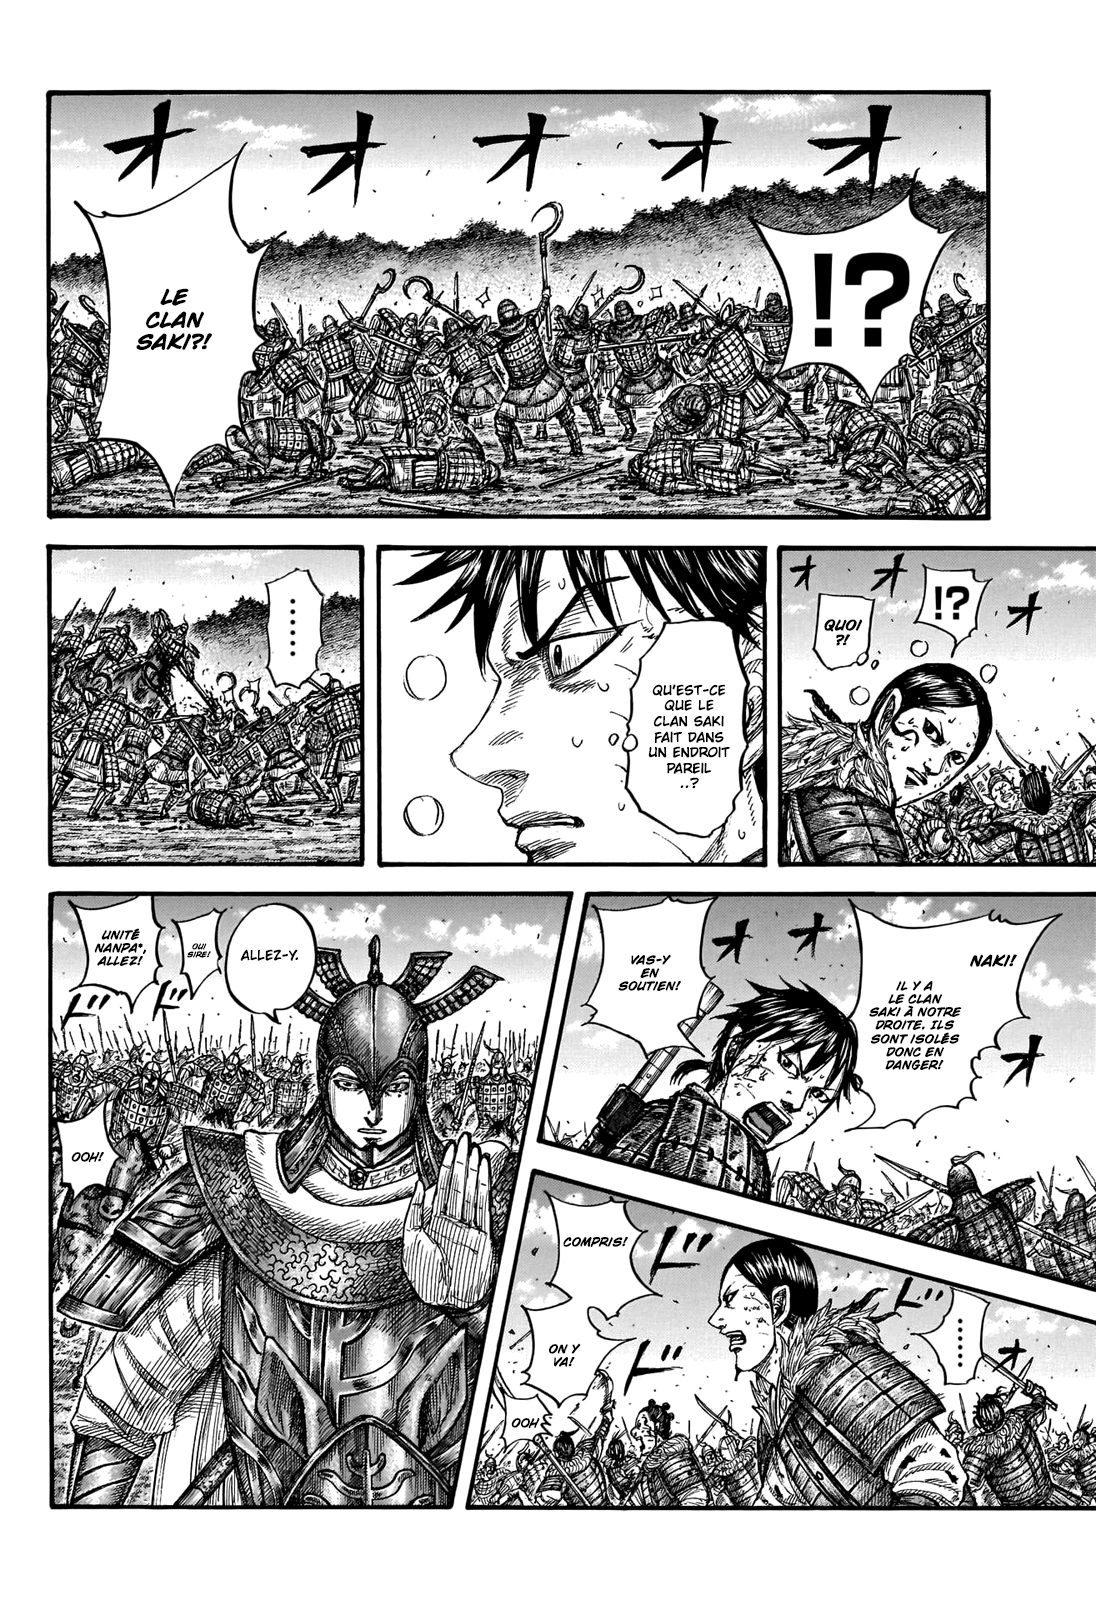 オ オ オ オ オ
!?
LE
CLAN
SAKI?!
オ オ オ
!?
QUOI
?!
QU'EST-CE
QUE LE
CLAN SAKI
FAIT DANS
UN ENDROIT
PAREIL
..?
......
NAKI!
IL Y A
LE CLAN
SAKI À NOTRE
DROITE. ILS
SONT ISOLÉS
DONC EN
DANGER!
VAS-Y
EN
SOUTIEN!
オ オ オ
......
オ
COMPRIS!
ON Y
VA!
OOH
ドドド
ALLEZ-Y.
OUI
SIRE!
UNITÉ
NANPA*,
ALLEZ!
ドド
OOH!